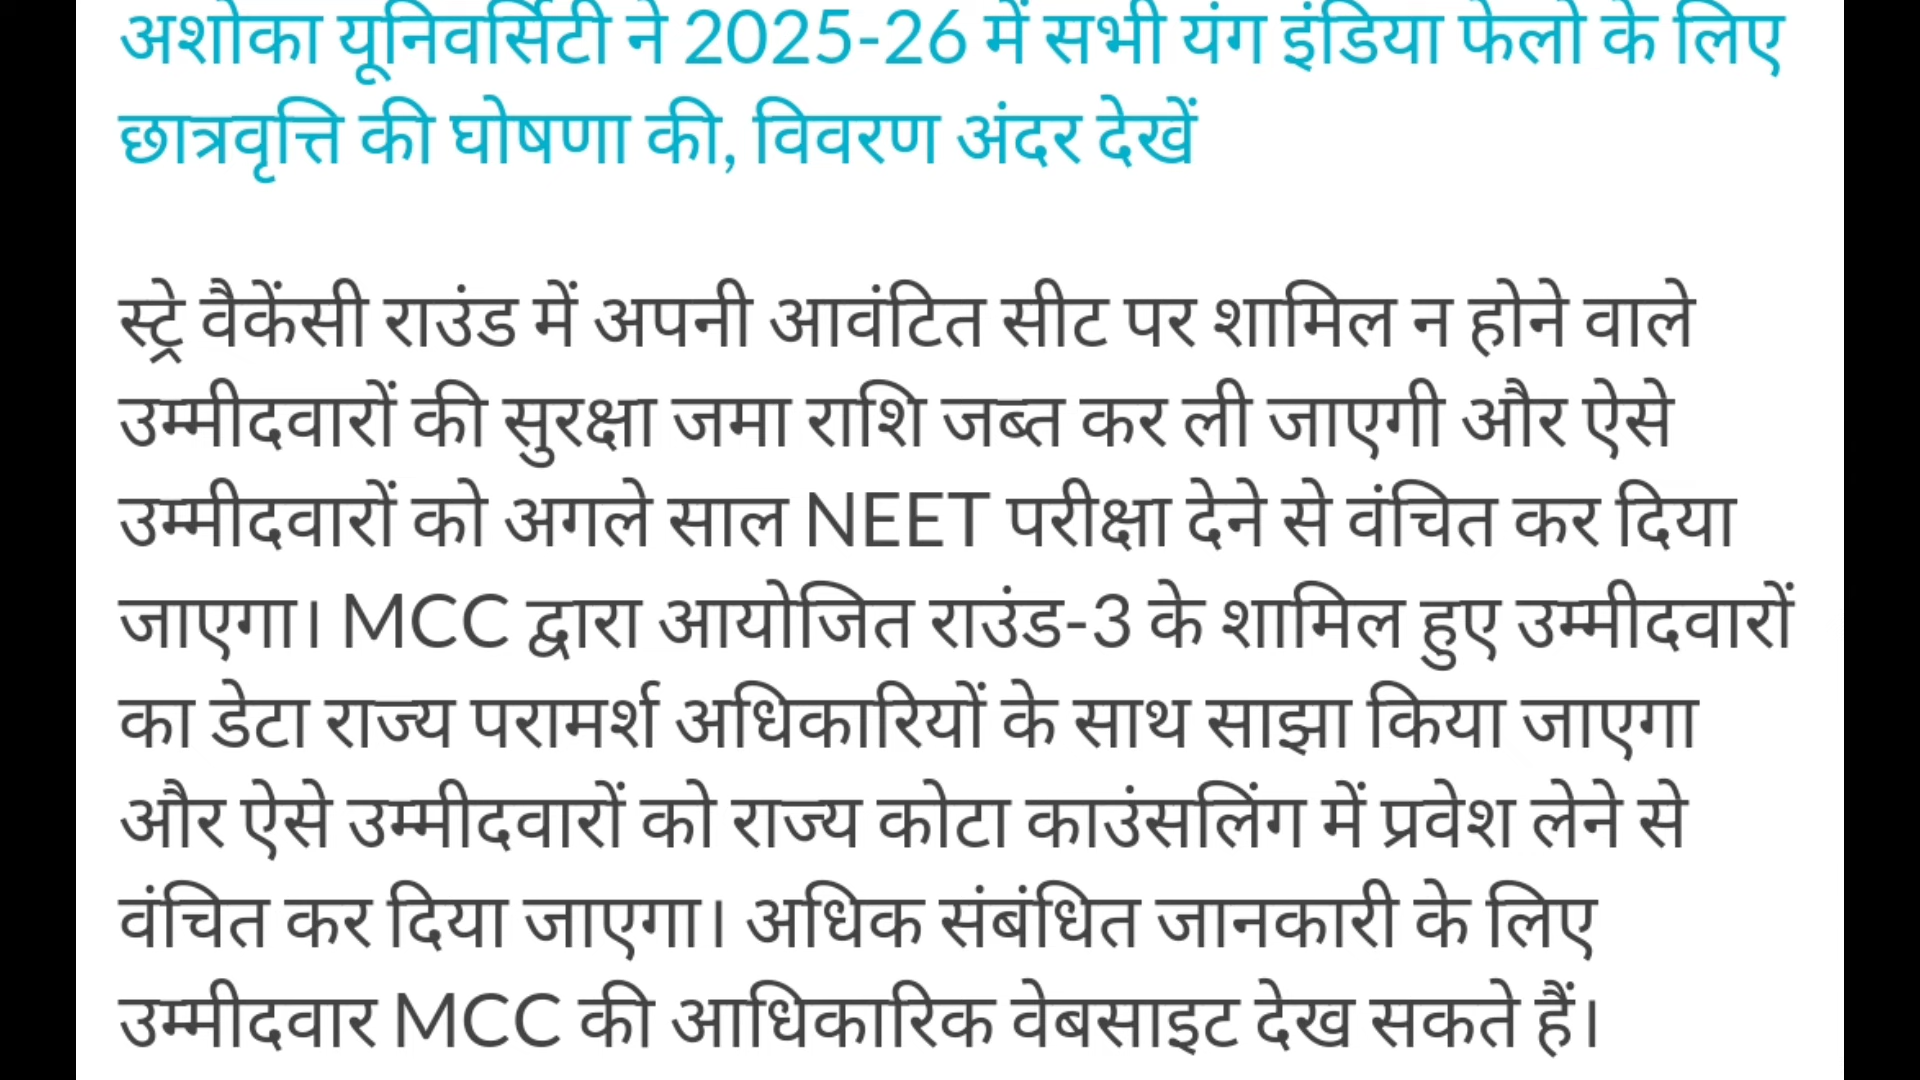 अशोका यूनिवर्सिटी ने 2025-26 में सभी यंग इंडिया फेलो के लिए
छात्रवृत्ति की घोषणा की, विवरण अंदर देखें
स्ट्रे वैकेंसी राउंड में अपनी आवंटित सीट पर शामिल न होने वाले
उम्मीदवारों की सुरक्षा जमा राशि जब्त कर ली जाएगी और ऐसे
उम्मीदवारों को अगले साल NEET परीक्षा देने से वंचित कर दिया
जाएगा। MCC द्वारा आयोजित राउंड-3 के शामिल हुए उम्मीदवारों
का डेटा राज्य परामर्श अधिकारियों के साथ साझा किया जाएगा
और ऐसे उम्मीदवारों को राज्य कोटा काउंसलिंग में प्रवेश लेने से
वंचित कर दिया जाएगा। अधिक संबंधित जानकारी के लिए
उम्मीदवार MCC की आधिकारिक वेबसाइट देख सकते हैं।